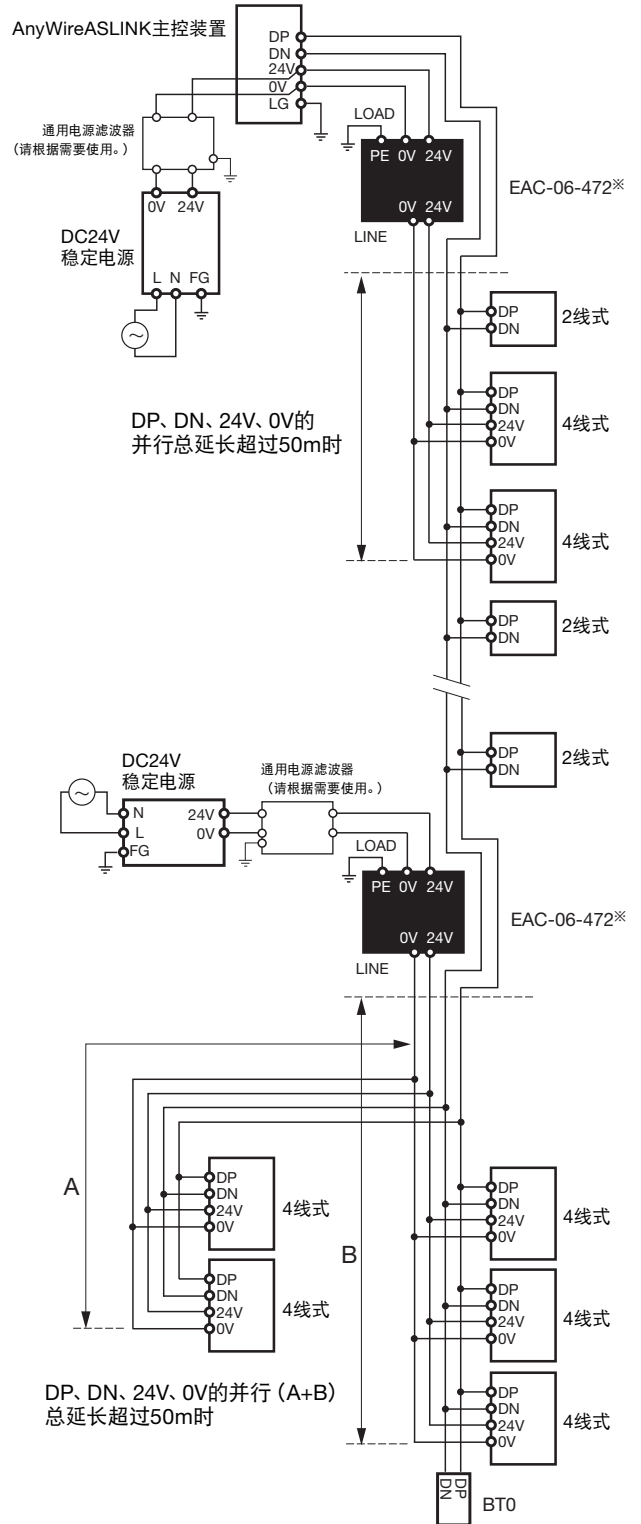 AnyWireASLINK主控装置
DP
DN
24V
0V
LG
通用电源滤波器
（请根据需要使用。）
0V 24V
DC24V
稳定电源
L N FG
LOAD
PE 0V 24V
0V 24V
LINE
EAC-06-472※
DP
DN
2线式
DP
DN
24V
0V
4线式
DP、DN、24V、0V的
并行总延长超过50m时
DP
DN
24V
0V
4线式
DP
DN
2线式
DP
DN
2线式
DC24V
稳定电源
N
L
FG
24V
0V
通用电源滤波器
（请根据需要使用。）
LOAD
PE 0V 24V
0V 24V
LINE
EAC-06-472※
A
B
DP
DN
24V
0V
4线式
DP
DN
24V
0V
4线式
DP
DN
24V
0V
4线式
DP
DN
24V
0V
4线式
DP
DN
24V
0V
4线式
DP、DN、24V、0V的并行（A+B）
总延长超过50m时
DP
DN
BT0